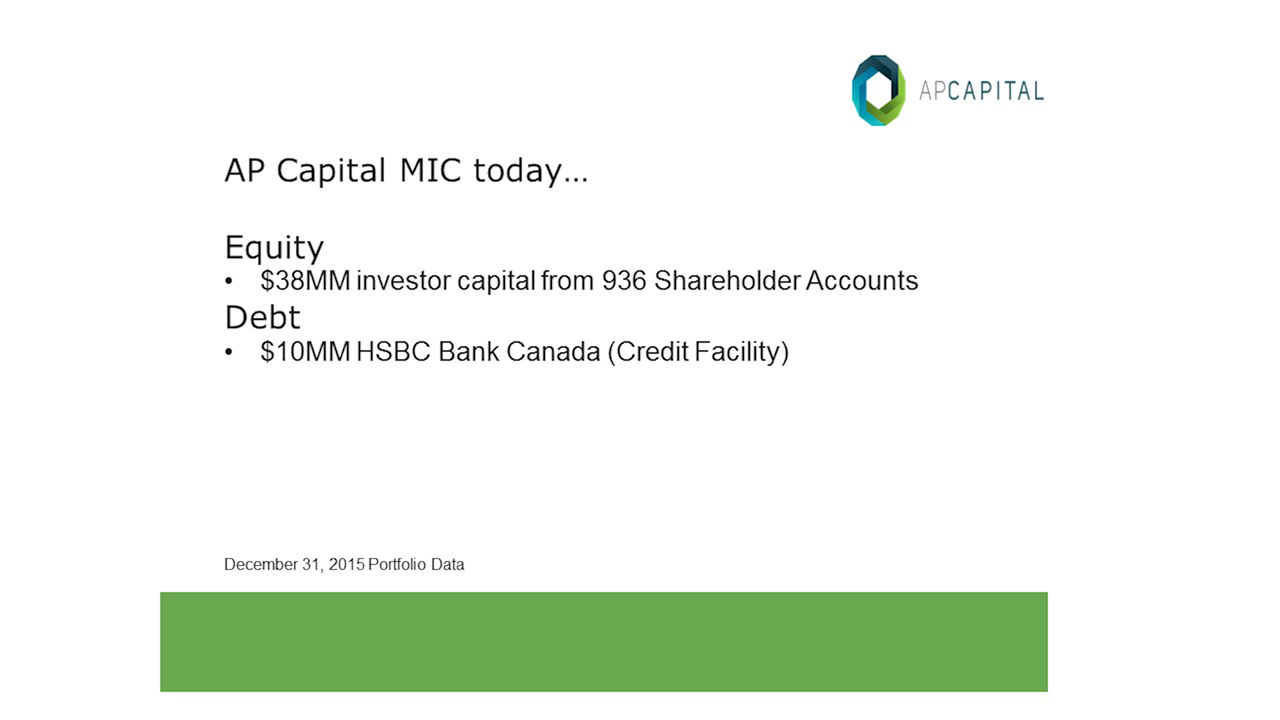 APCAPITAL
AP Capital MIC today…
Equity
• $38MM investor capital from 936 Shareholder Accounts
Debt
• $10MM HSBC Bank Canada (Credit Facility)
December 31, 2015 Portfolio Data